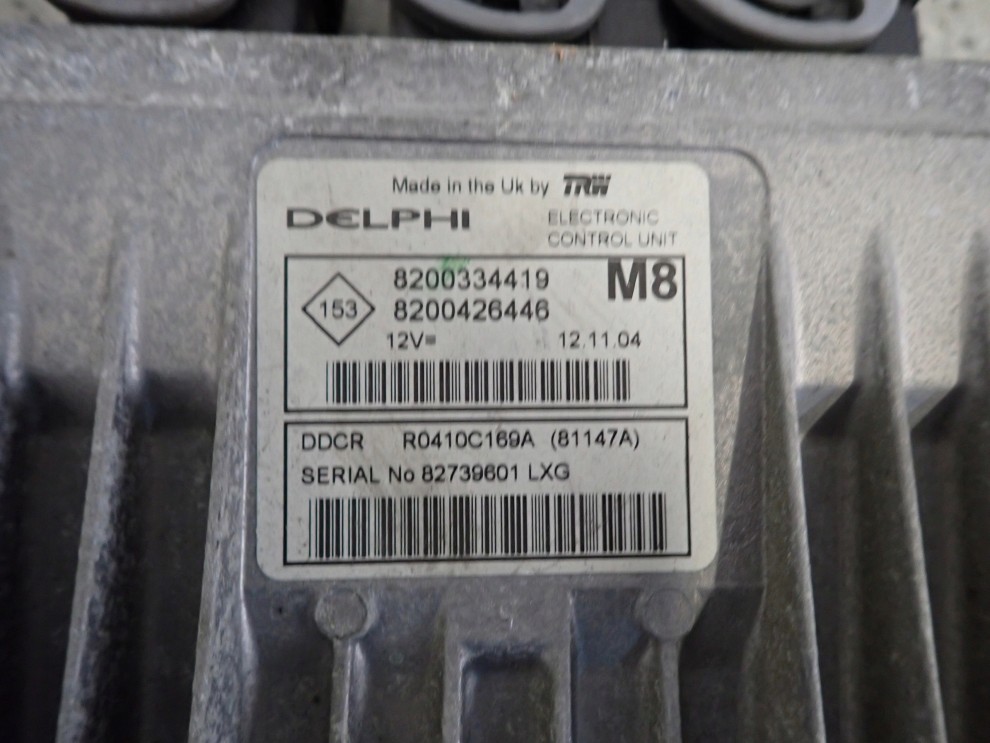 Made in the Uk by TRW
DELPHI ELECTRONIC
CONTROL UNIT
8200334419 M8
153 8200426446
12V= 12.11.04
DDCR R0410C169A (81147A)
SERIAL No 82739601 LXG